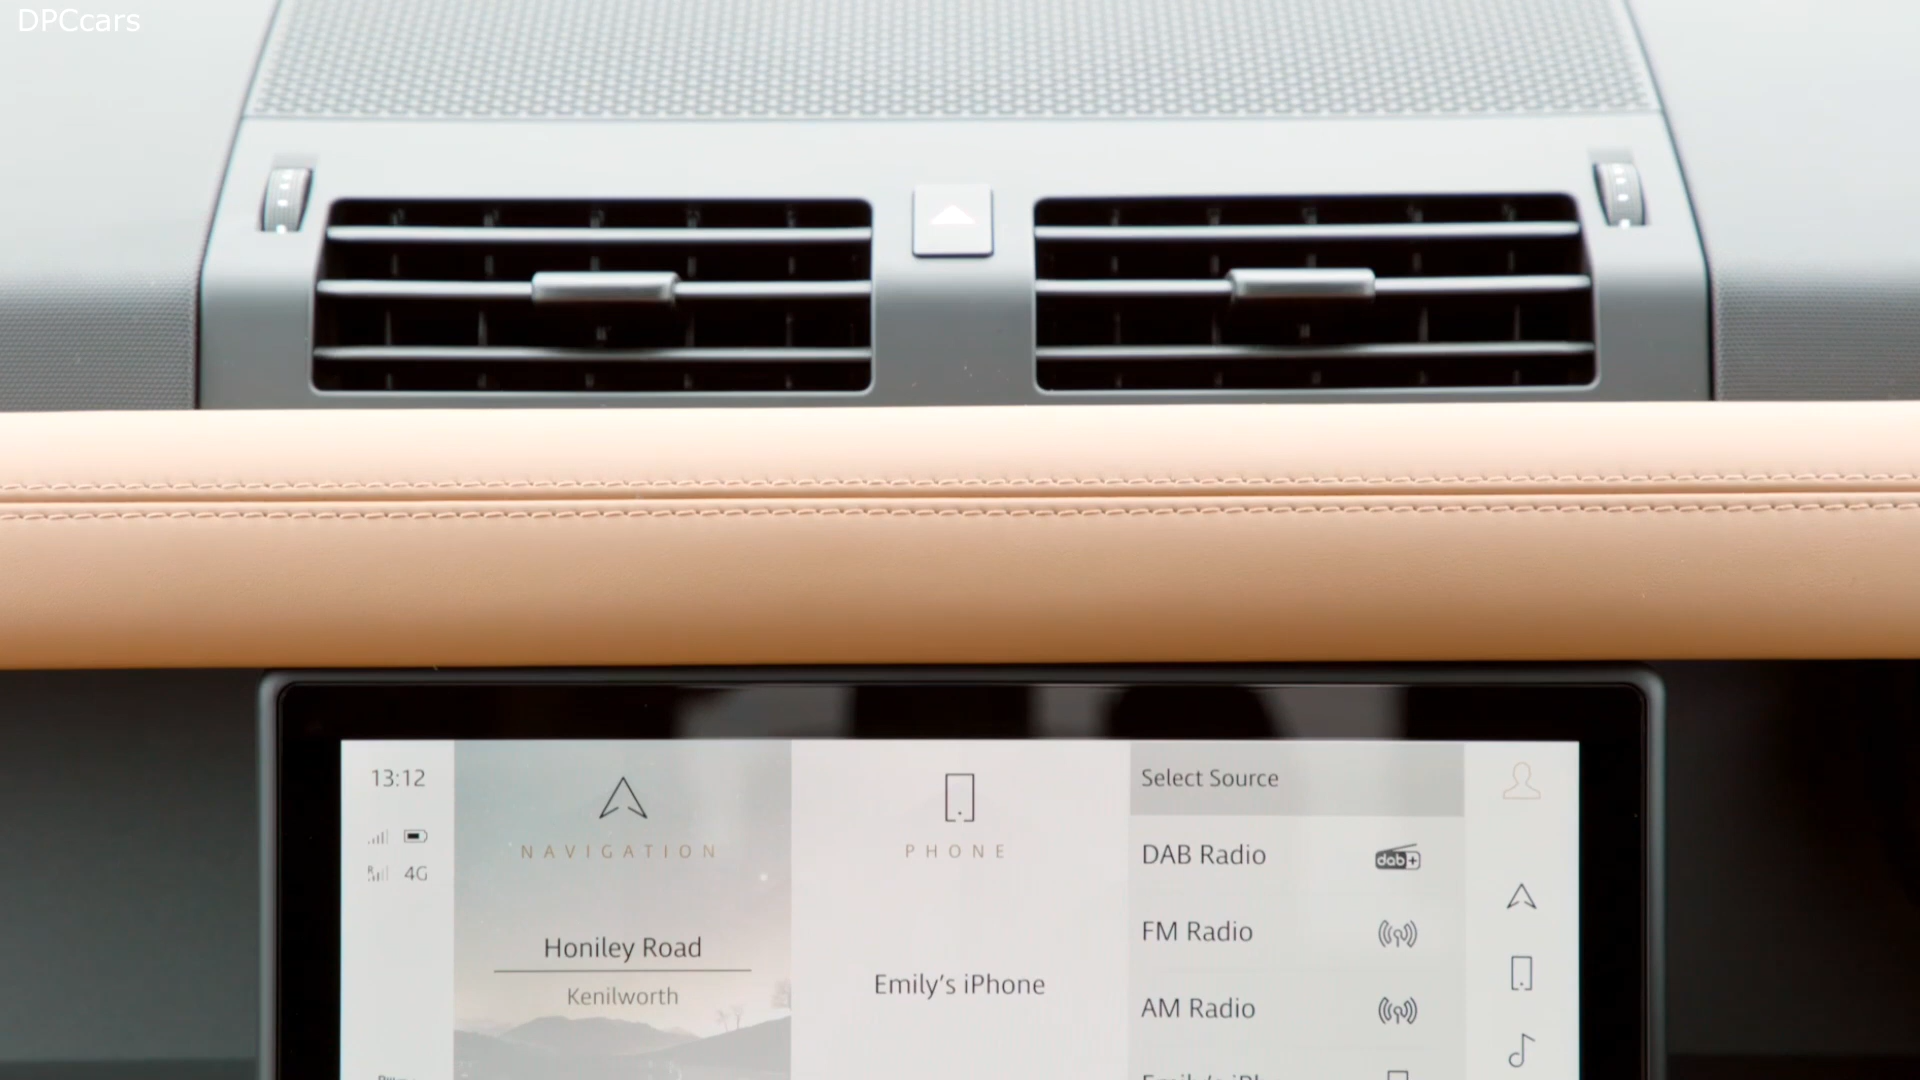 DPCcars
13:12
4G
R
NAVIGATION
Honiley Road
Kenilworth
PHONE
Emily's iPhone
Select Source
DAB Radio
dab+
FM Radio
AM Radio